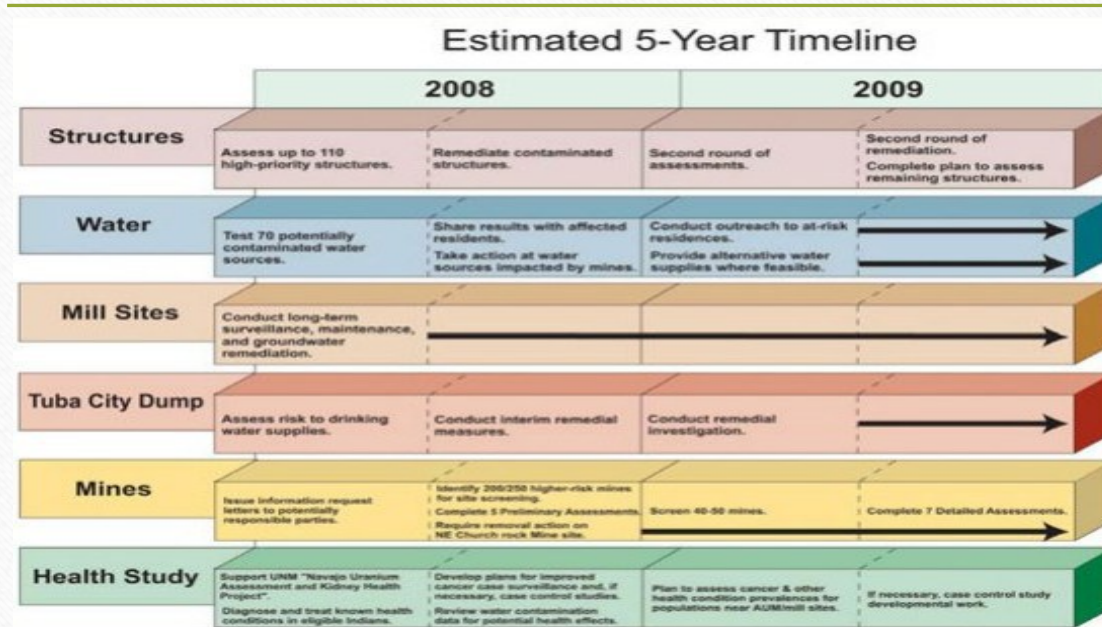 Estimated 5-Year Timeline
2008
2009
Structures
Assess up to 110
high-priority structures.
Remediate contaminated
structures.
Second round of
assessments.
Second round of
remediation.
Complete plan to assess
remaining structures.
Water
Test 70 potentially
contaminated water
sources.
Share results with affected
residents.
Take action at water
sources impacted by mines.
Conduct outreach to at-risk
residences.
Provide alternative water
supplies where feasible.
Mill Sites
Conduct long-term
surveillance, maintenance,
and groundwater
remediation.
Tuba City Dump
Assess risk to drinking
water supplies.
Conduct interim remedial
measures.
Conduct remedial
investigation.
Mines
Issue information request
letters to potentially
responsible parties.
Identify 200/250 higher-risk mines
for site screening.
Complete 5 Preliminary Assessments.
Require removal action on
NE Church rock Mine site.
Screen 40-50 mines.
Complete 7 Detailed Assessments.
Health Study
Support UNM "Navajo Uranium
Assessment and Kidney Health
Project".
Diagnose and treat known health
conditions in eligible Indians.
Develop plans for improved
cancer case surveillance and, if
necessary, case control studies.
Review water contamination
data for potential health effects.
Plan to assess cancer & other
health condition prevalences for
populations near AUM/mill sites.
If necessary, case control study
developmental work.